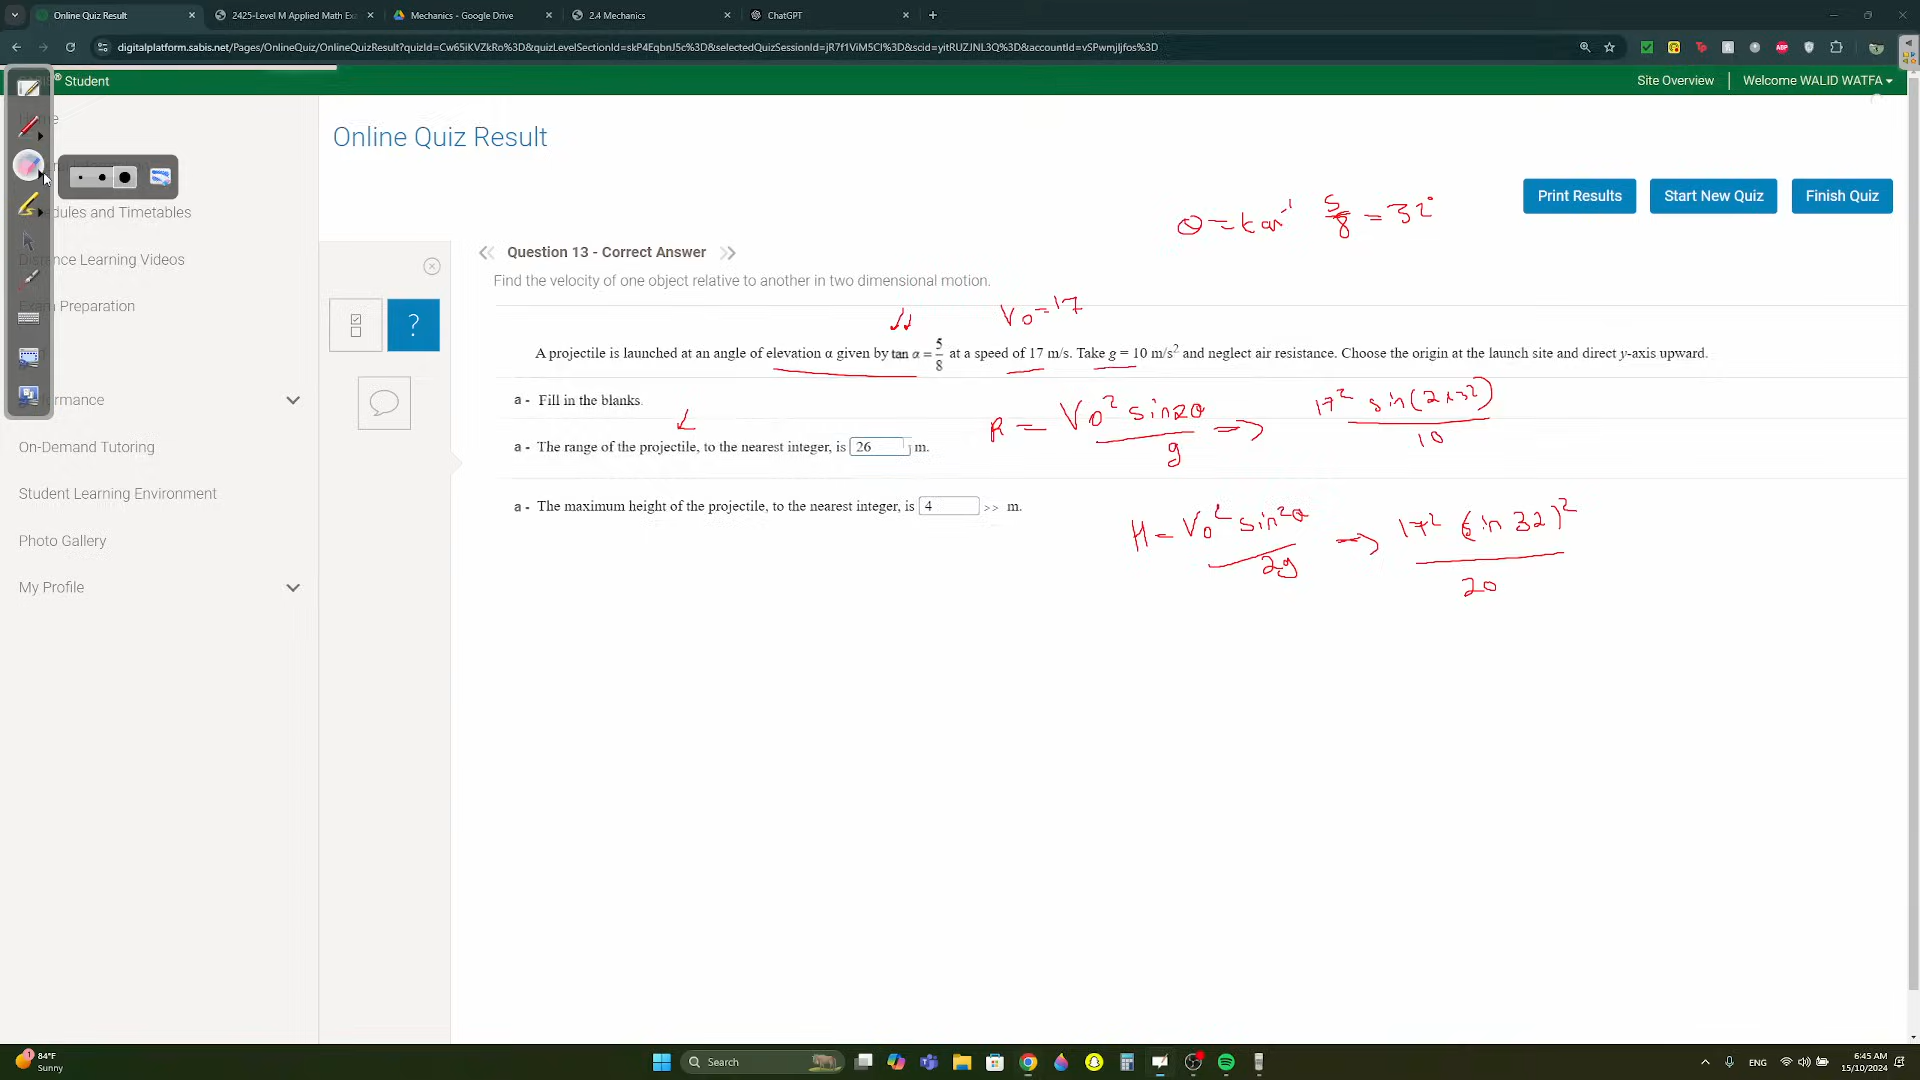 Online Quiz Result
2425-Level M Applied Math Exa
Mechanics - Google Drive
2.4 Mechanics
ChatGPT
digitalplatform.sabis.net/Pages/OnlineQuiz/OnlineQuizResult?quizId=Cw65iKVZkRo%3D&quizLevelSectionId=skP4EqbnJ5c%3D&selectedQuizSessionId=jR7f1ViM5CI%3D&scid=yitRUZJNL3Q%3D&accountId=vSPwmjljfos%3D
® Student
Site Overview
Welcome WALID WATFA
Home
Online Quiz Result
Print Results
Start New Quiz
Finish Quiz
dules and Timetables
θ = tan⁻¹ 5/8 = 32°
Question 13 - Correct Answer
Distance Learning Videos
Find the velocity of one object relative to another in two dimensional motion.
Exam Preparation
V0 = 17
?
A projectile is launched at an angle of elevation α given by tan α = 5/8 at a speed of 17 m/s. Take g = 10 m/s² and neglect air resistance. Choose the origin at the launch site and direct y-axis upward.
ormance
a - Fill in the blanks.
R = V0² sin2θ / g → 17² sin(2×32) / 10
On-Demand Tutoring
a - The range of the projectile, to the nearest integer, is 26 m.
Student Learning Environment
a - The maximum height of the projectile, to the nearest integer, is 4 >> m.
H = V0² sin²θ / 2g → 17² (sin 32)² / 20
Photo Gallery
My Profile
84°F
Sunny
1
Search
ENG
6:45 AM
15/10/2024